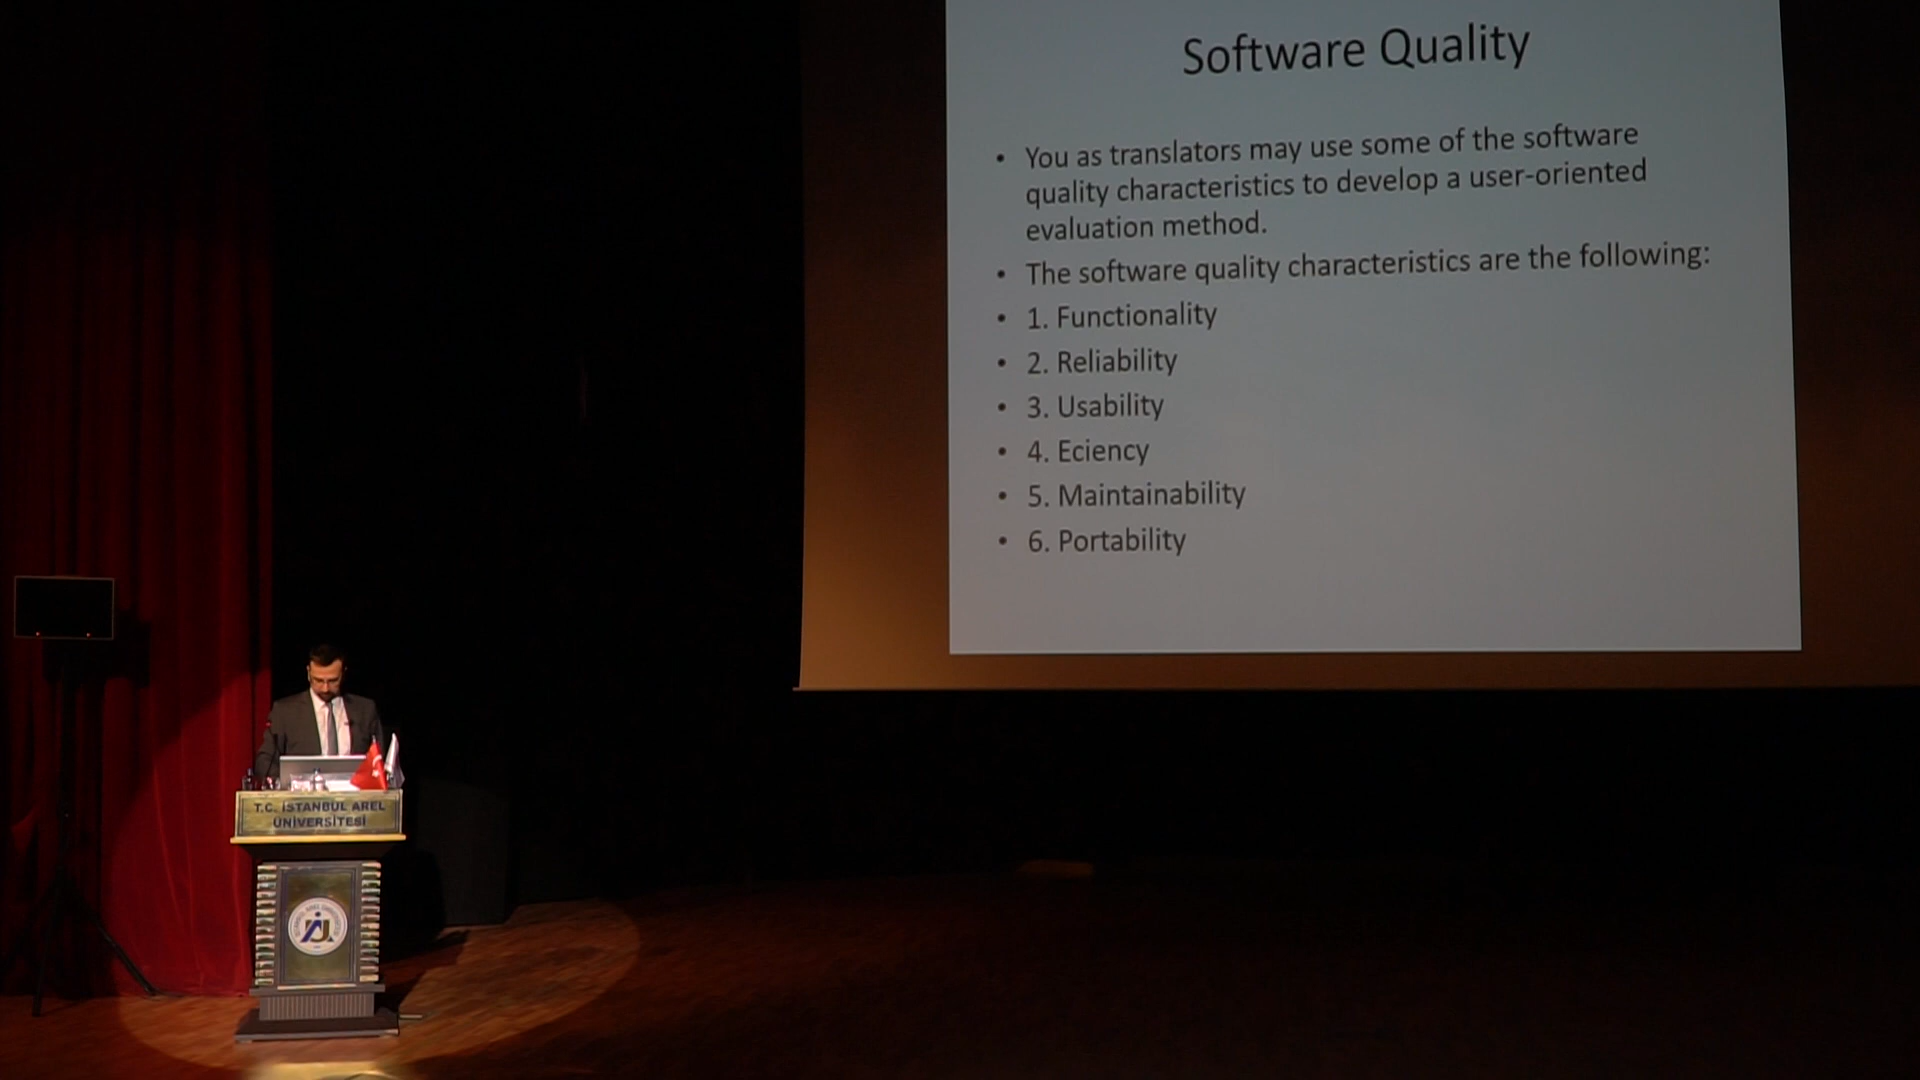 Software Quality
• You as translators may use some of the software
quality characteristics to develop a user-oriented
evaluation method.
• The software quality characteristics are the following:
• 1. Functionality
• 2. Reliability
• 3. Usability
• 4. Eciency
• 5. Maintainability
• 6. Portability
T.C. İSTANBUL AREL
ÜNİVERSİTESİ